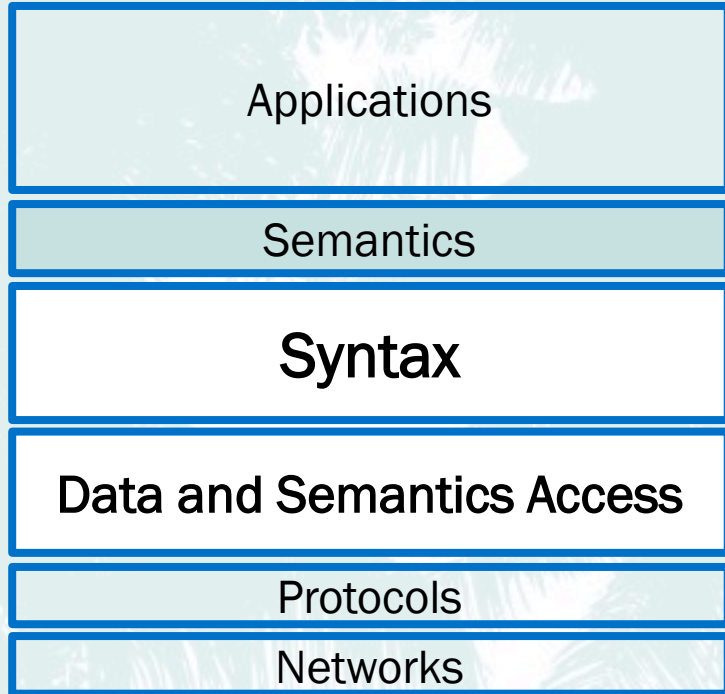 Applications
Semantics
Syntax
Data and Semantics Access
Protocols
Networks